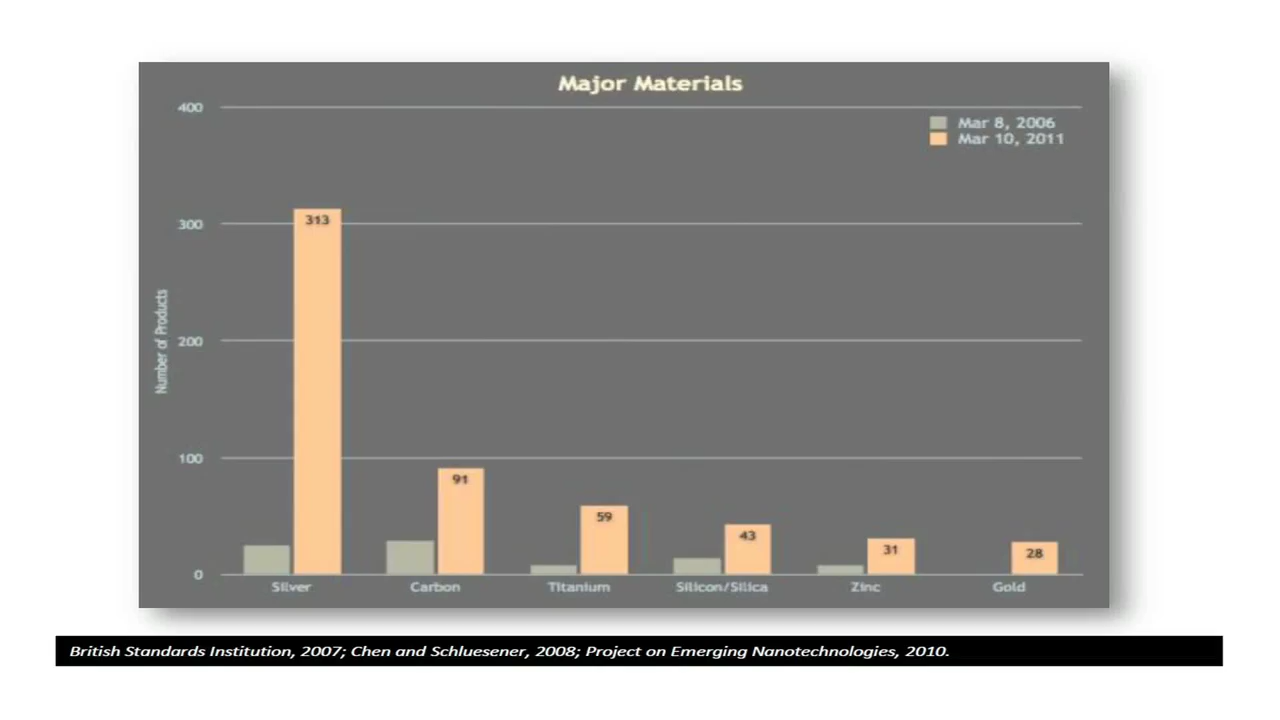 Major Materials
400
Mar 8, 2006
Mar 10, 2011
313
300
Number of Products
200
100
91
59
43
31
28
0
Silver
Carbon
Titanium
Silicon/Silica
Zinc
Gold
British Standards Institution, 2007; Chen and Schluesener, 2008; Project on Emerging Nanotechnologies, 2010.